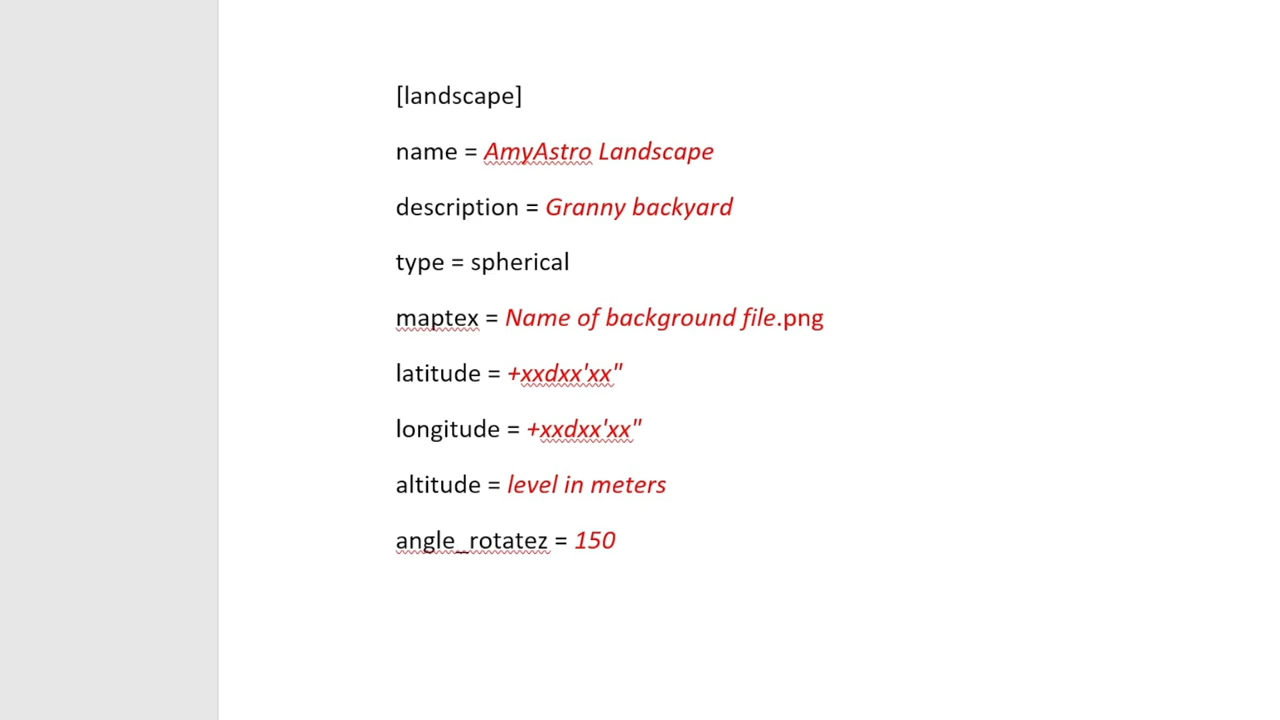 [landscape]
name = AmyAstro Landscape
description = Granny backyard
type = spherical
maptex = Name of background file.png
latitude = +xxdxx'xx"
longitude = +xxdxx'xx"
altitude = level in meters
angle_rotatez = 150